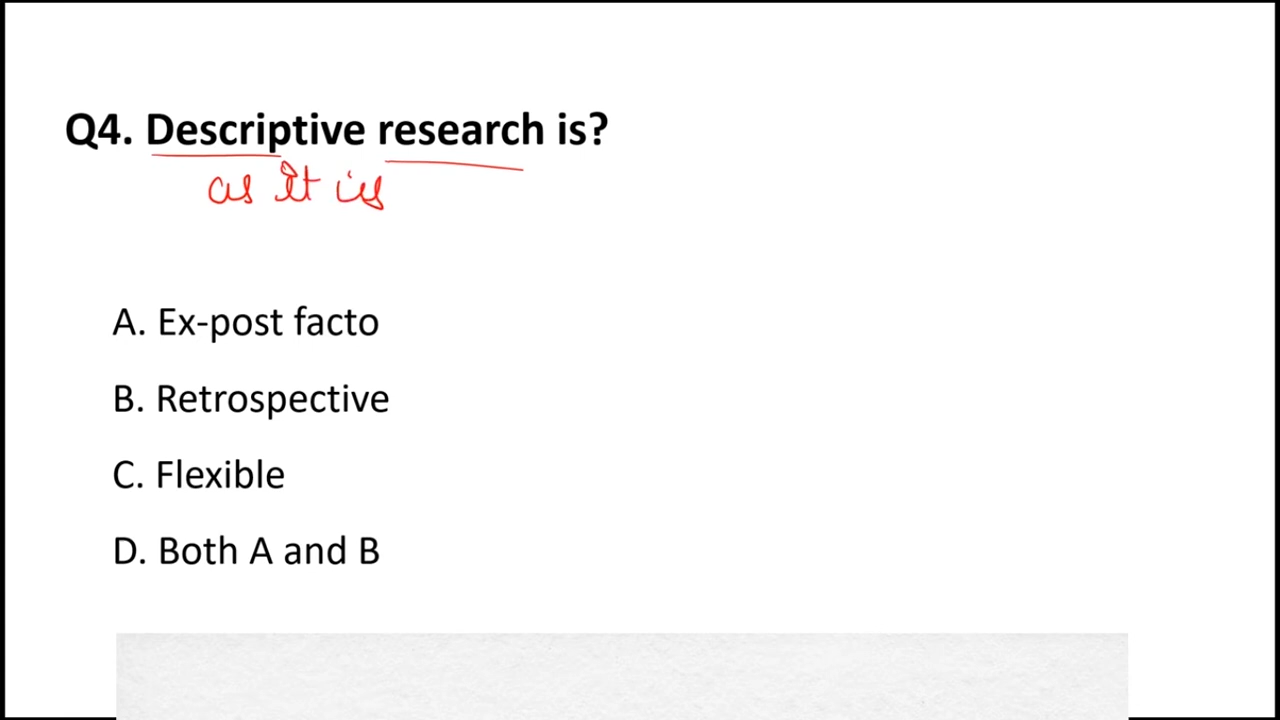 Q4. Descriptive research is?
as it is
A. Ex-post facto
B. Retrospective
C. Flexible
D. Both A and B